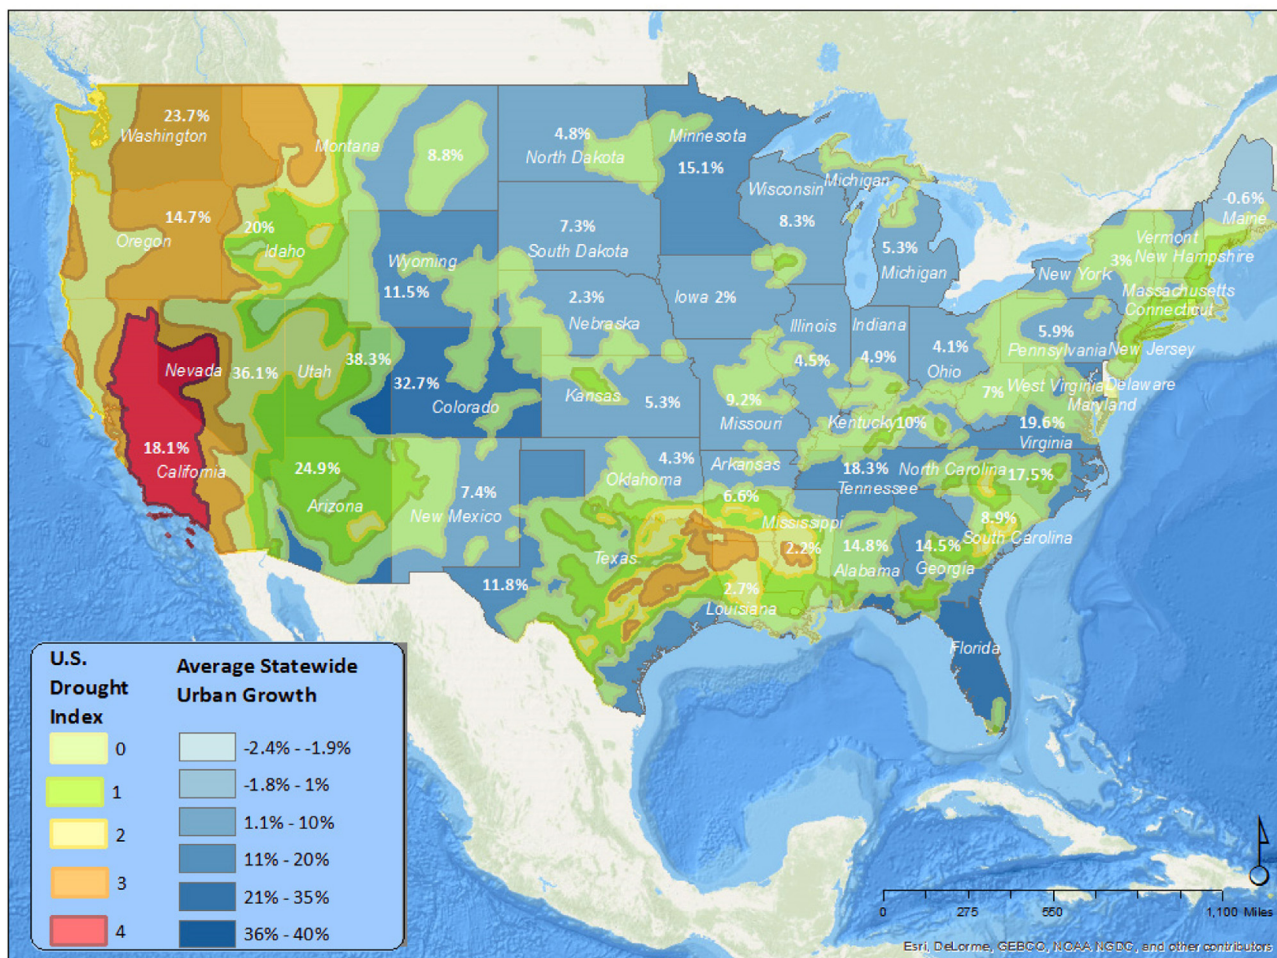 23.7%
Washington
Montana
8.8%
4.8%
North Dakota
Minnesota
15.1%
Wisconsin
8.3%
Michigan
5.3%
Michigan
-0.6%
Maine
14.7%
Oregon
20%
Idaho
Wyoming
11.5%
7.3%
South Dakota
Vermont
3% New Hampshire
New York
Massachusetts
Connecticut
2.3%
Nebraska
Iowa 2%
Illinois
4.5%
Indiana
4.9%
4.1%
Ohio
5.9%
Pennsylvania
New Jersey
Nevada
36.1%
Utah
38.3%
32.7%
Colorado
Kansas
5.3%
9.2%
Missouri
Kentucky
10%
7%
West Virginia
Delaware
Maryland
19.6%
Virginia
18.1%
California
24.9%
Arizona
7.4%
New Mexico
4.3%
Oklahoma
Arkansas
6.6%
18.3%
Tennessee
North Carolina
17.5%
8.9%
South Carolina
Mississippi
2.2%
14.8%
Alabama
14.5%
Georgia
Texas
11.8%
2.7%
Louisiana
Florida
U.S.
Drought
Index
0
1
2
3
4
Average Statewide
Urban Growth
-2.4% - -1.9%
-1.8% - 1%
1.1% - 10%
11% - 20%
21% - 35%
36% - 40%
0 275 550 1,100 Miles
Esri, DeLorme, GEBCO, NOAA NGDC, and other contributors